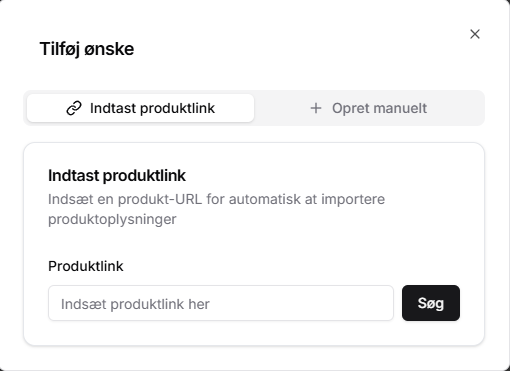 Tilføj ønske
Indtast produktlink
Opret manuelt
Indtast produktlink
Indsæt en produkt-URL for automatisk at importere
produktoplysninger
Produktlink
Indsæt produktlink her
Søg